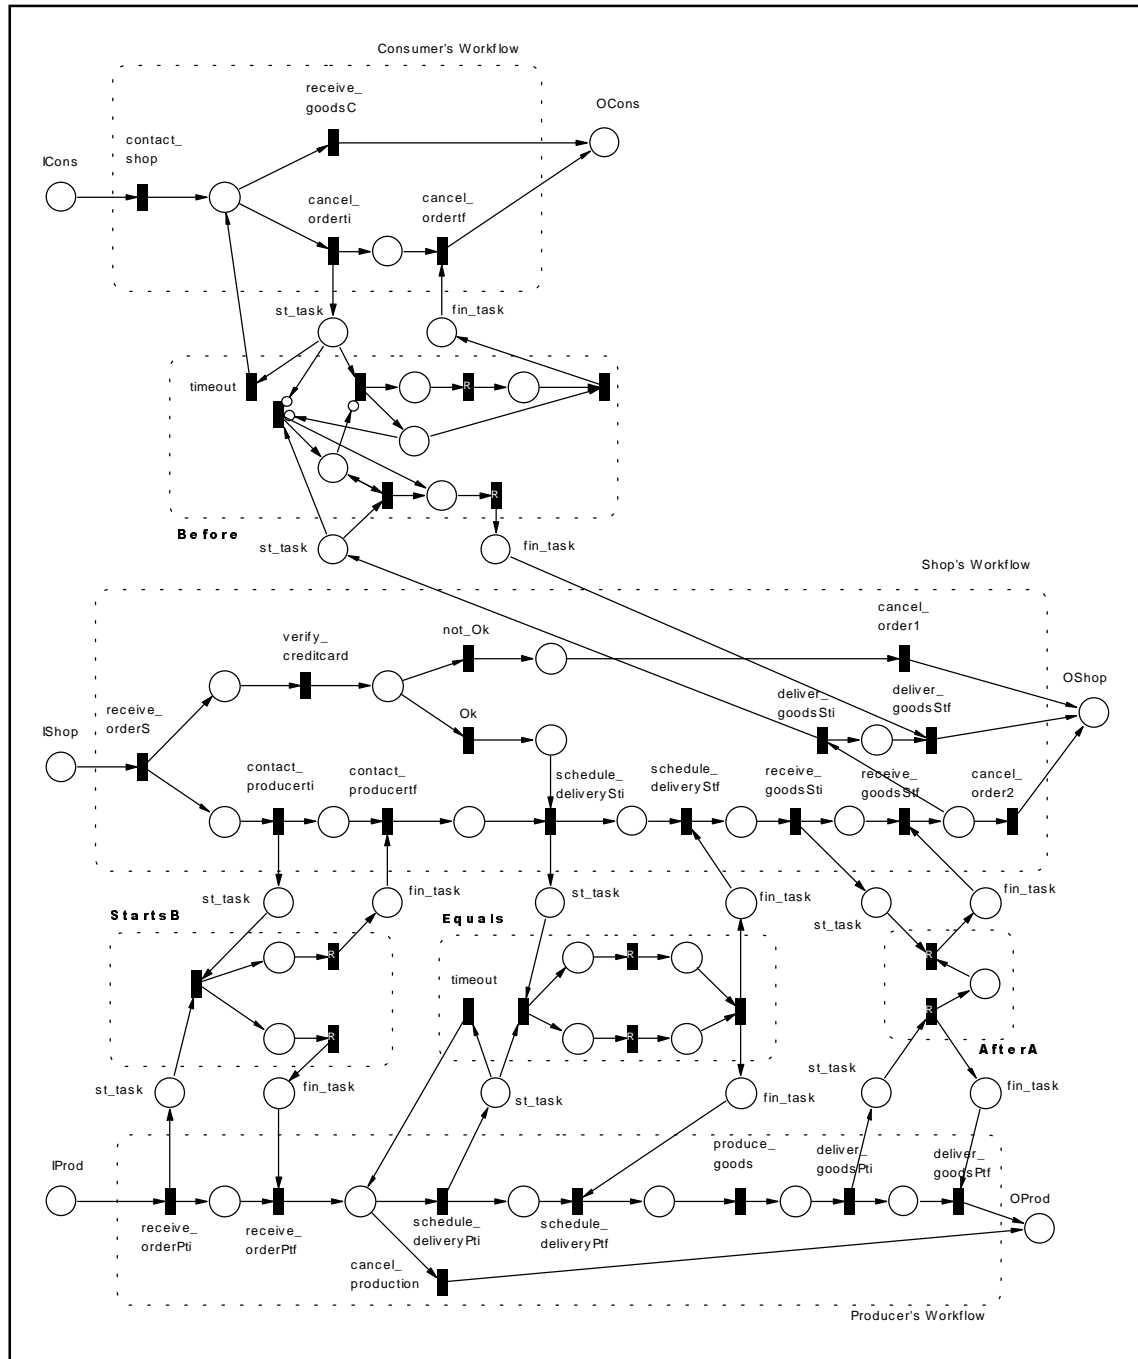 Consumer's Workflow
receive_
goodsC
OCons
contact_
shop
ICons
cancel_
orderti
cancel_
ordertf
st_task
fin_task
timeout
R
R
Before
st_task
fin_task
Shop's Workflow
cancel_
order1
not_Ok
verify_
creditcard
OShop
deliver_
goodsSti
deliver_
goodsStf
receive_
orderS
Ok
IShop
contact_
producerti
contact_
producertf
schedule_
deliverySti
schedule_
deliveryStf
receive_
goodsSti
receive_
goodsStf
cancel_
order2
st_task
fin_task
st_task
fin_task
st_task
fin_task
StartsB
Equals
R
R
R
timeout
R
R
R
AfterA
st_task
fin_task
st_task
fin_task
st_task
fin_task
IProd
produce_
goods
deliver_
goodsPti
deliver_
goodsPtf
OProd
receive_
orderPti
receive_
orderPtf
schedule_
deliveryPti
schedule_
deliveryPtf
cancel_
production
Producer's Workflow